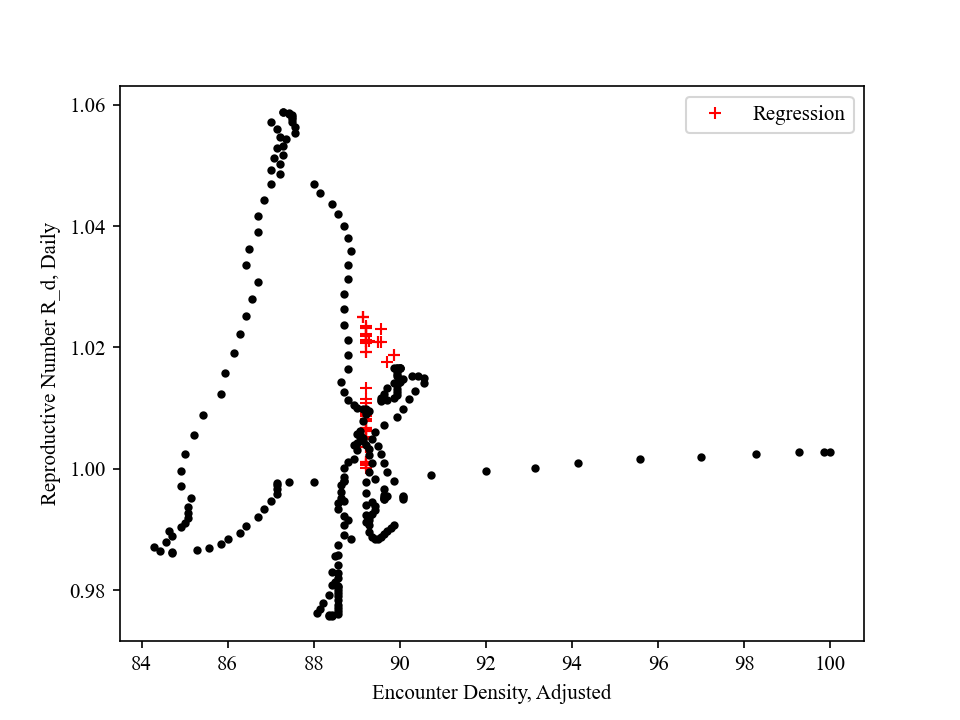 Regression
1.06
1.04
1.02
1.00
0.98
Reproductive Number R_d, Daily
84 86 88 90 92 94 96 98 100
Encounter Density, Adjusted